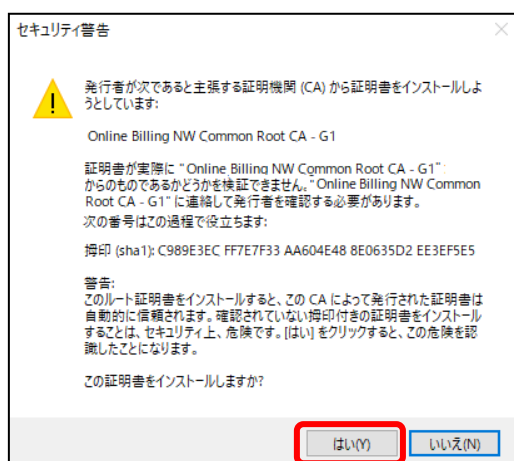 セキュリティ警告
発行者が次であると主張する証明機関 (CA) から証明書をインストールしよ
うとしています:
Online Billing NW Common Root CA - G1
証明書が実際に "Online Billing NW Common Root CA - G1"
からのものであるかどうかを検証できません。"Online Billing NW Common
Root CA - G1" に連絡して発行者を確認する必要があります。
次の番号はこの過程で役立ちます:
拇印 (sha1): C989E3EC FF7E7F33 AA604E48 8E0635D2 EE3EF5E5
警告:
このルート証明書をインストールすると、この CA によって発行された証明書は
自動的に信頼されます。確認されていない拇印付きの証明書をインストール
することは、セキュリティ上、危険です。[はい] をクリックすると、この危険を認
識したことになります。
この証明書をインストールしますか?
はい(Y)
いいえ(N)